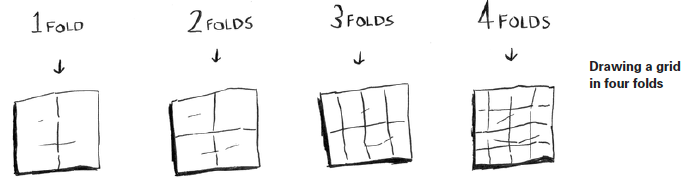 1 FOLD
2 FOLDS
3 FOLDS
4 FOLDS
Drawing a grid
in four folds